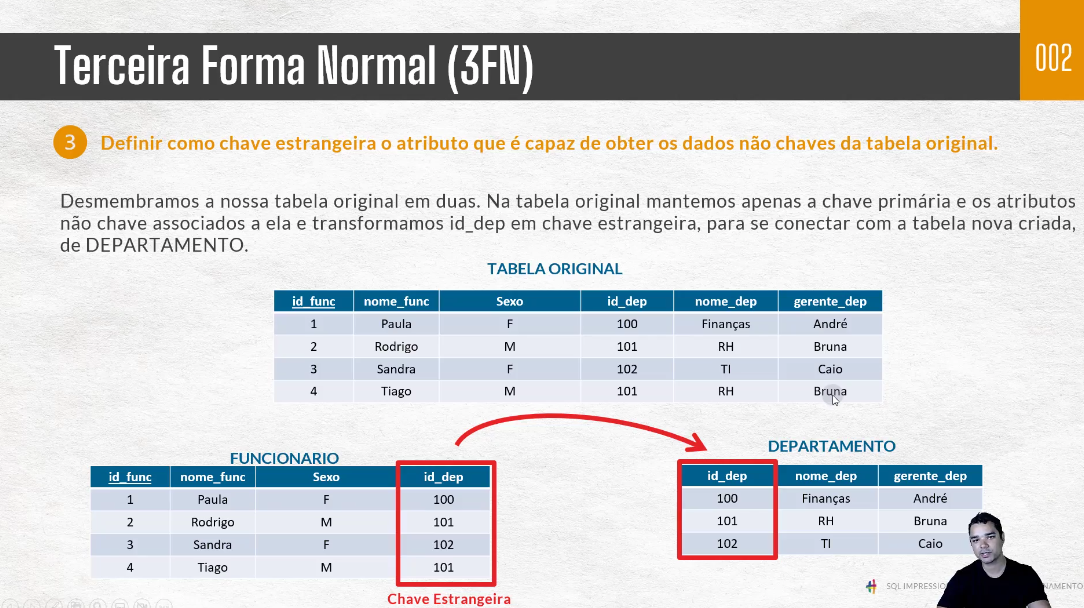 Terceira Forma Normal (3FN)
002
3 Definir como chave estrangeira o atributo que é capaz de obter os dados não chaves da tabela original.
Desmembramos a nossa tabela original em duas. Na tabela original mantemos apenas a chave primária e os atributos
não chave associados a ela e transformamos id_dep em chave estrangeira, para se conectar com a tabela nova criada,
de DEPARTAMENTO.
TABELA ORIGINAL
id_func nome_func Sexo id_dep nome_dep gerente_dep
1 Paula F 100 Finanças André
2 Rodrigo M 101 RH Bruna
3 Sandra F 102 TI Caio
4 Tiago M 101 RH Bruna
FUNCIONARIO
id_func nome_func Sexo id_dep
1 Paula F 100
2 Rodrigo M 101
3 Sandra F 102
4 Tiago M 101
Chave Estrangeira
DEPARTAMENTO
id_dep nome_dep gerente_dep
100 Finanças André
101 RH Bruna
102 TI Caio
SQL IMPRESSIO